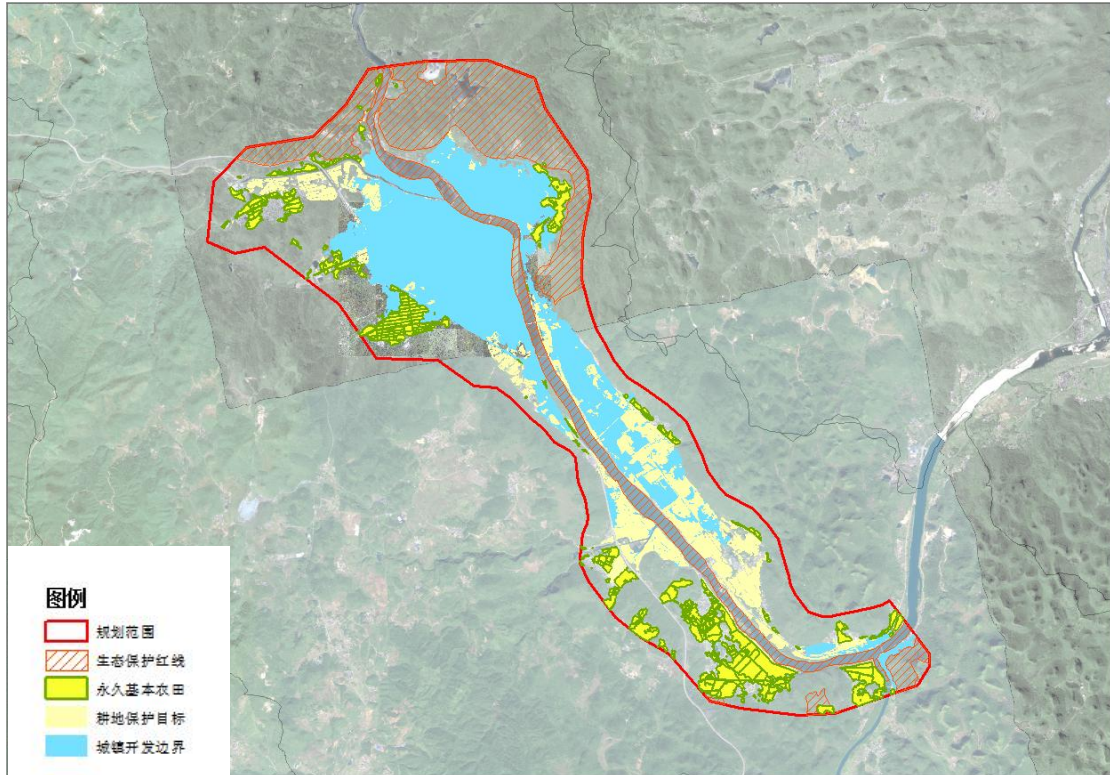 图例
规划范围
生态保护红线
永久基本农田
耕地保护目标
城镇开发边界